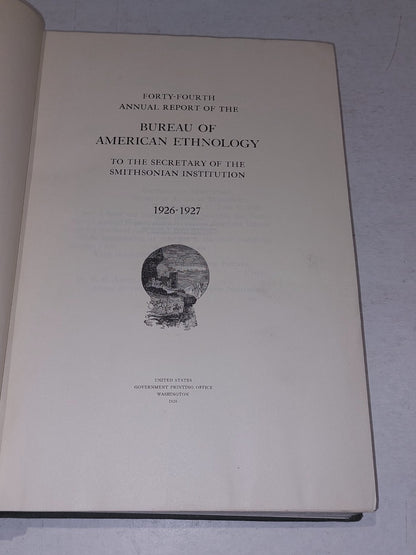 FORTY-FOURTH
ANNUAL REPORT OF THE
BUREAU OF
AMERICAN ETHNOLOGY
TO THE SECRETARY OF THE
SMITHSONIAN INSTITUTION
1926-1927
UNITED STATES
GOVERNMENT PRINTING OFFICE
WASHINGTON